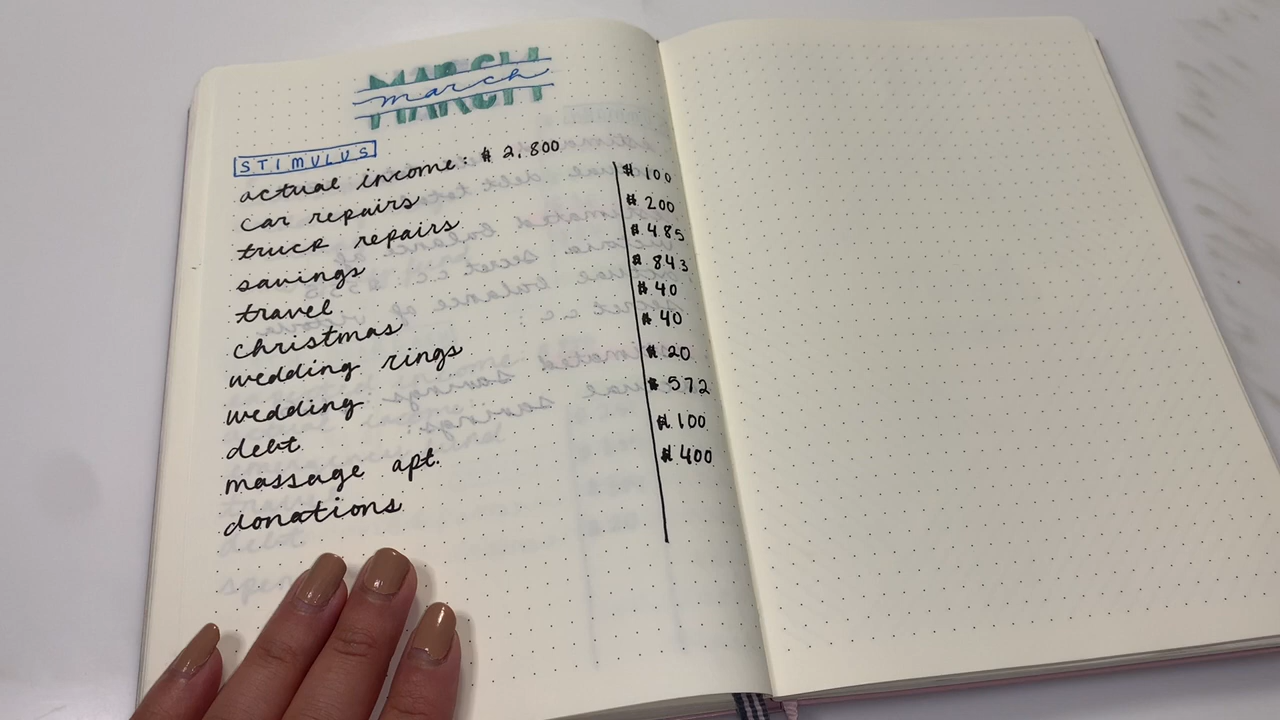 MARCH
march
STIMULUS
actual income: $ 2,800
car repairs $ 100
truck repairs $ 200
savings $ 485
travel $ 843
christmas $ 40
wedding rings $ 40
wedding $ 20
debt $ 572
massage apt. $ 100
donations $ 400